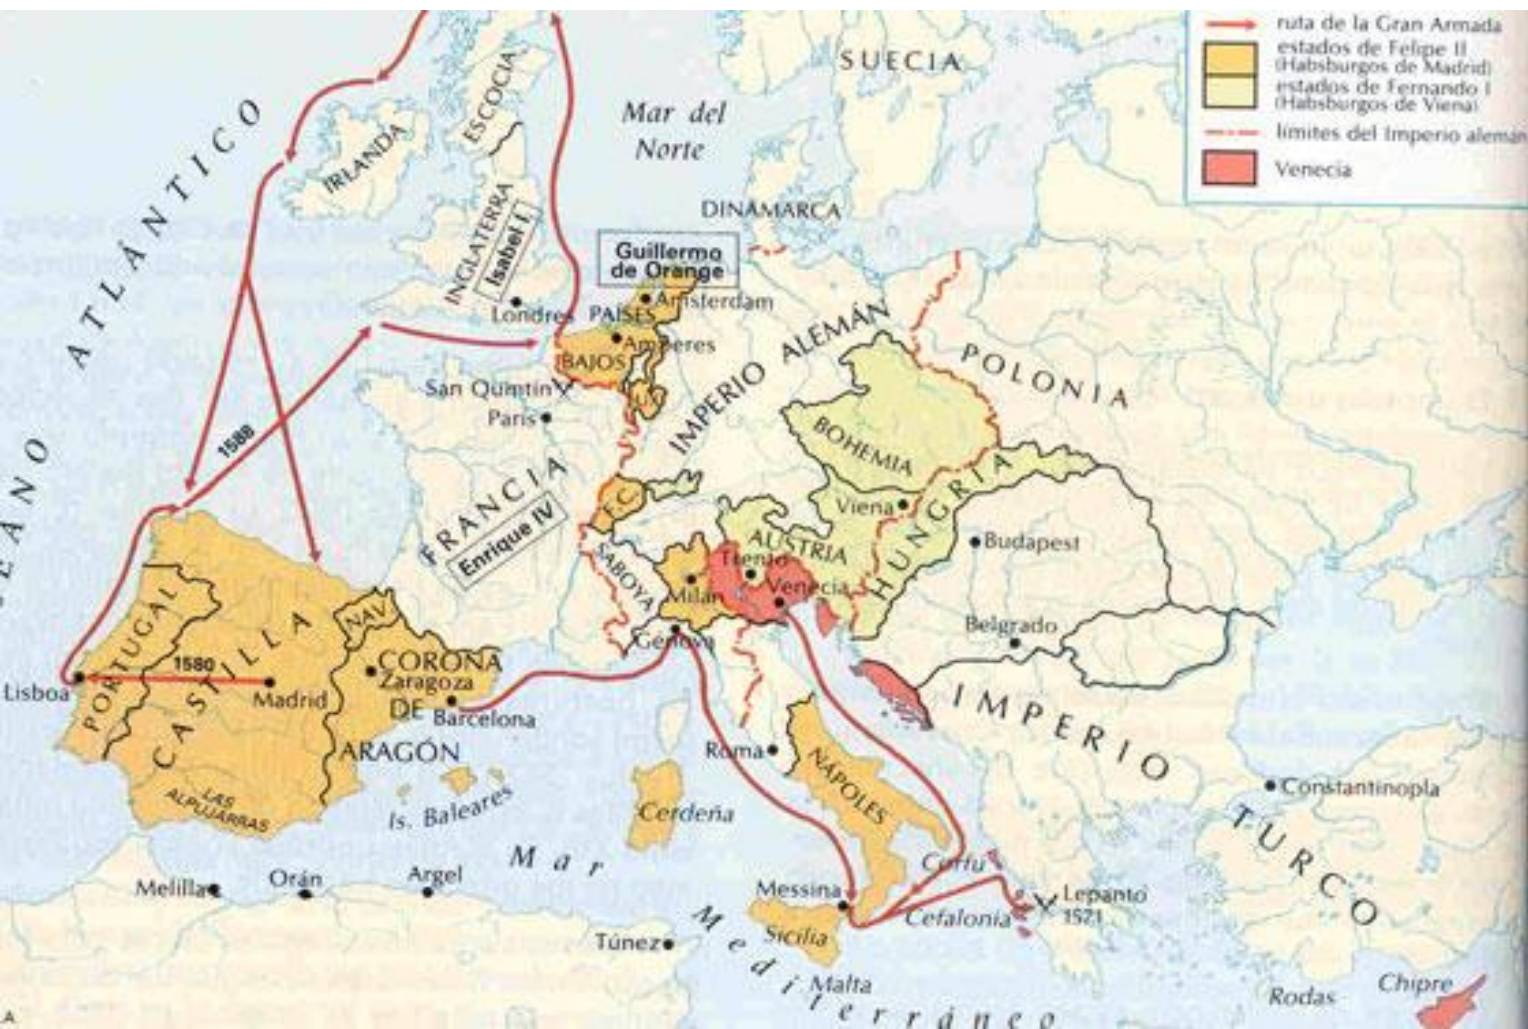 ruta de la Gran Armada
estados de Felipe II
(Habsburgos de Madrid)
estados de Fernando I
(Habsburgos de Viena)
límites del Imperio alemán
Venecia
SUECIA
ESCOCIA
Mar del
Norte
IRLANDA
ATLÁNTICO
DINAMARCA
INGLATERRA
Isabel I
Guillermo
de Orange
Londres
PAÍSES
Amsterdam
BAJOS
Amberes
IMPERIO ALEMÁN
POLONIA
San Quintín
París
LUX
1588
BOHEMIA
FRANCIA
Enrique IV
F.C.
Viena
HUNGRIA
AUSTRIA
Budapest
SABOYA
Trento
Milán
Venecia
Génova
Belgrado
PORTUGAL
NAV
CASTILLA
1580
Lisboa
Madrid
CORONA
Zaragoza
DE
Barcelona
ARAGÓN
LAS
ALPUJARRAS
Is. Baleares
Cerdeña
Roma
NAPOLES
IMPERIO
TURCO
Constantinopla
Mar
Mediterráneo
Melilla
Orán
Argel
Túnez
Messina
Sicilia
Malta
Corfu
Cefalonia
Lepanto
1571
Rodas
Chipre